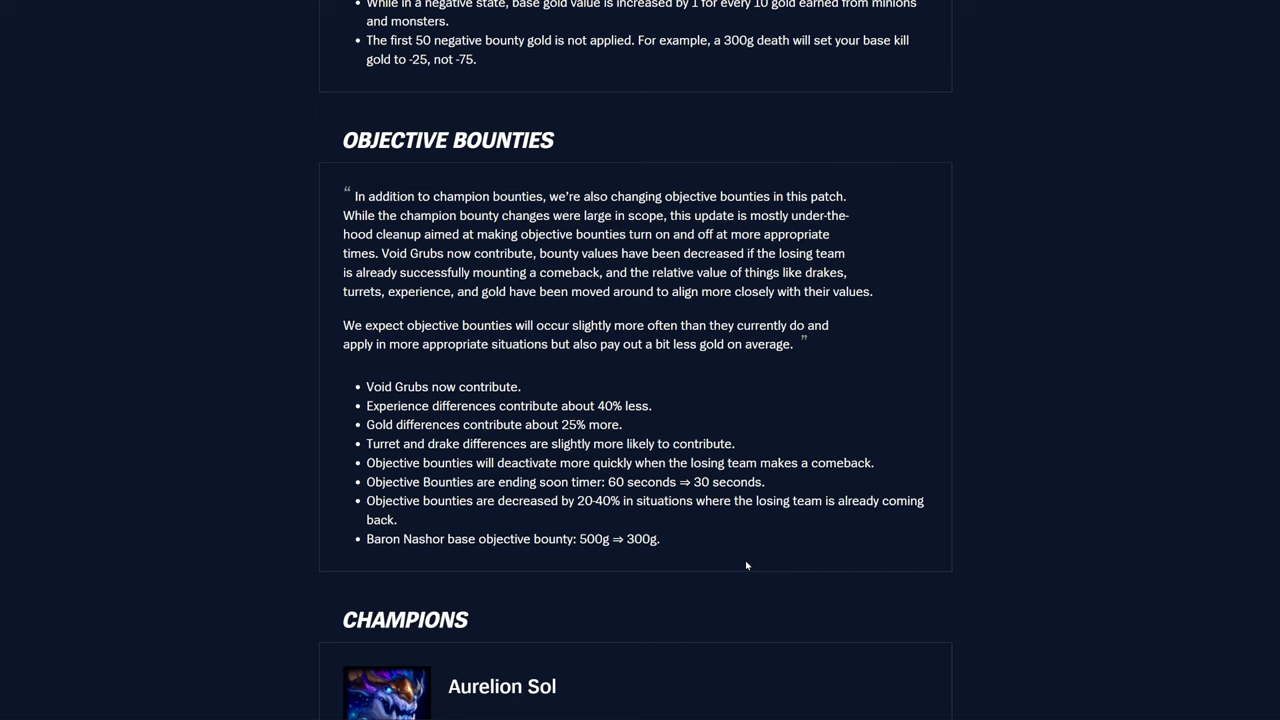 While in a negative state, base gold value is increased by 1 for every 10 gold earned from minions
and monsters.
The first 50 negative bounty gold is not applied. For example, a 300g death will set your base kill
gold to -25, not -75.
OBJECTIVE BOUNTIES
“ In addition to champion bounties, we’re also changing objective bounties in this patch.
While the champion bounty changes were large in scope, this update is mostly under-the-
hood cleanup aimed at making objective bounties turn on and off at more appropriate
times. Void Grubs now contribute, bounty values have been decreased if the losing team
is already successfully mounting a comeback, and the relative value of things like drakes,
turrets, experience, and gold have been moved around to align more closely with their values.
We expect objective bounties will occur slightly more often than they currently do and
apply in more appropriate situations but also pay out a bit less gold on average. ”
Void Grubs now contribute.
Experience differences contribute about 40% less.
Gold differences contribute about 25% more.
Turret and drake differences are slightly more likely to contribute.
Objective bounties will deactivate more quickly when the losing team makes a comeback.
Objective Bounties are ending soon timer: 60 seconds ⇒ 30 seconds.
Objective bounties are decreased by 20-40% in situations where the losing team is already coming
back.
Baron Nashor base objective bounty: 500g ⇒ 300g.
CHAMPIONS
Aurelion Sol